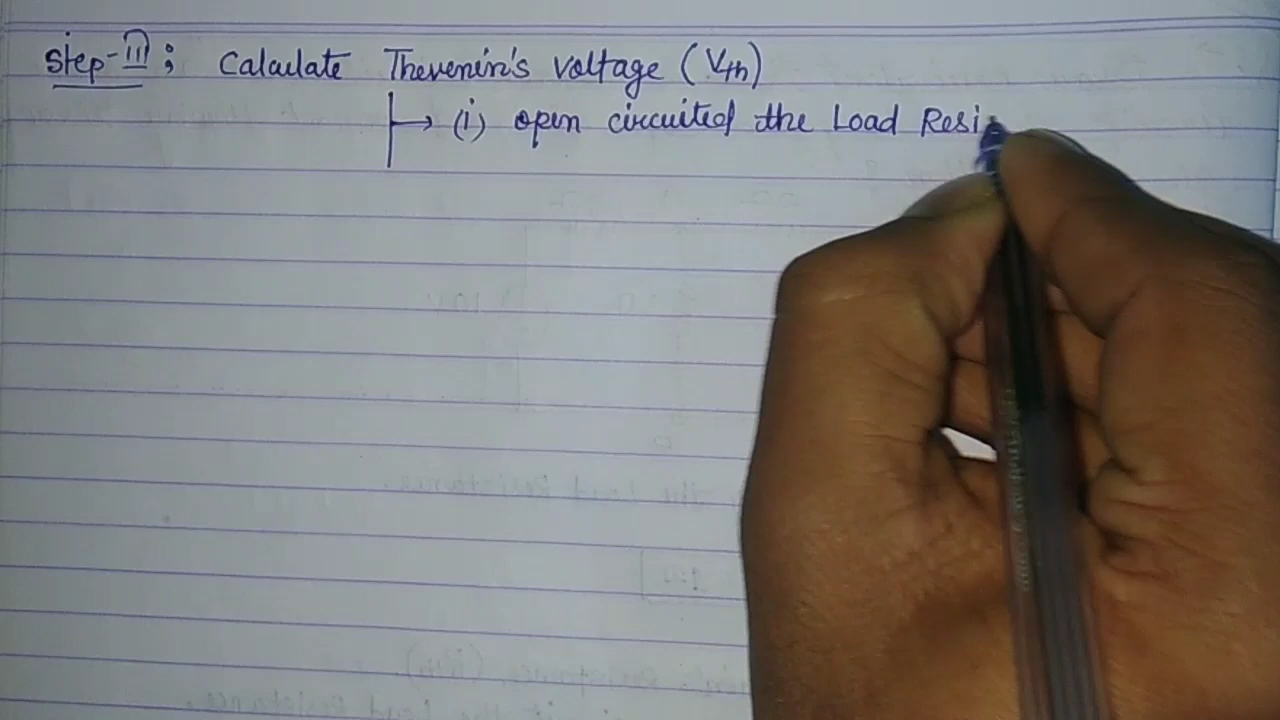 Step-III ; Calculate Thevenin's Voltage (Vth)
→ (i) open circuited the Load Resi